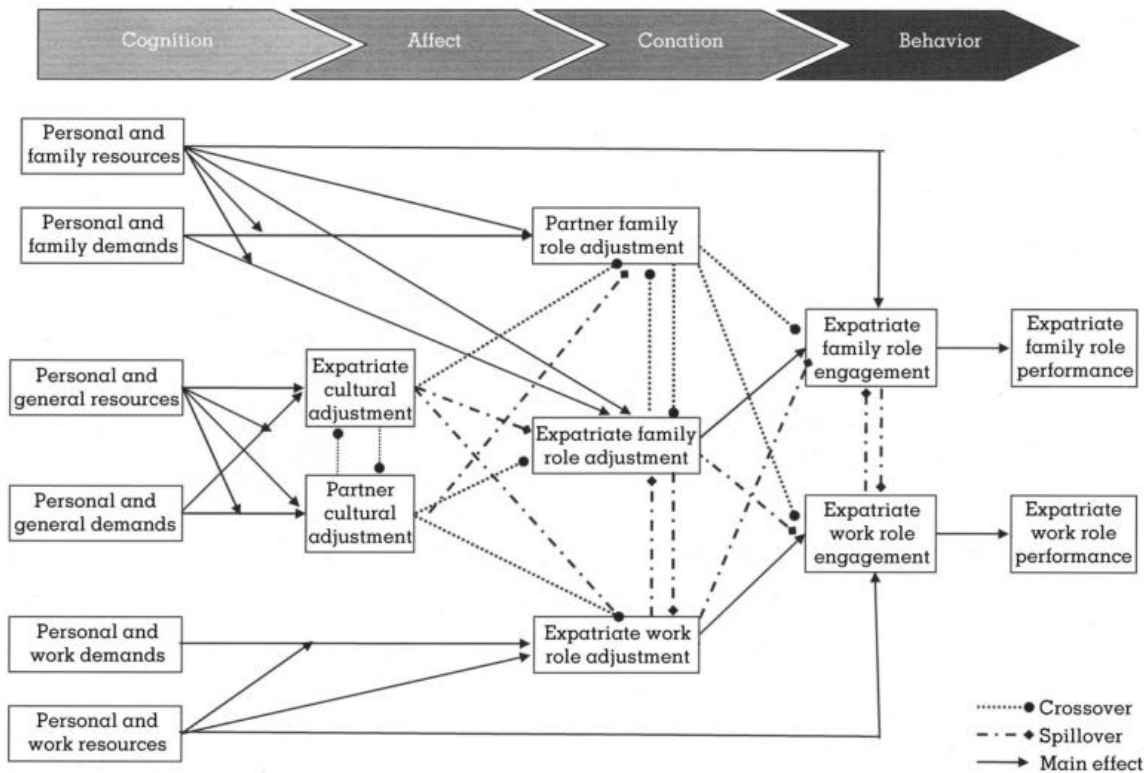 Cognition
Affect
Conation
Behavior
Personal and
family resources
Personal and
family demands
Partner family
role adjustment
Expatriate
family role
engagement
Expatriate
family role
performance
Personal and
general resources
Expatriate
cultural
adjustment
Expatriate family
role adjustment
Personal and
general demands
Partner
cultural
adjustment
Expatriate
work role
engagement
Expatriate
work role
performance
Personal and
work demands
Expatriate work
role adjustment
Personal and
work resources
Crossover
Spillover
Main effect